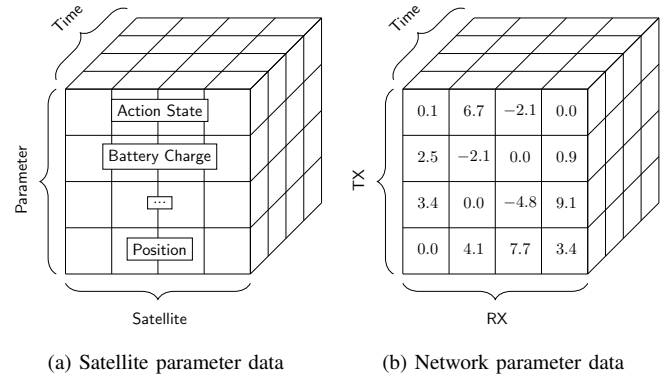 Time
Parameter
Action State
Battery Charge
...
Position
Satellite
(a) Satellite parameter data
Time
TX
0.1 6.7 −2.1 0.0
2.5 −2.1 0.0 0.9
3.4 0.0 −4.8 9.1
0.0 4.1 7.7 3.4
RX
(b) Network parameter data